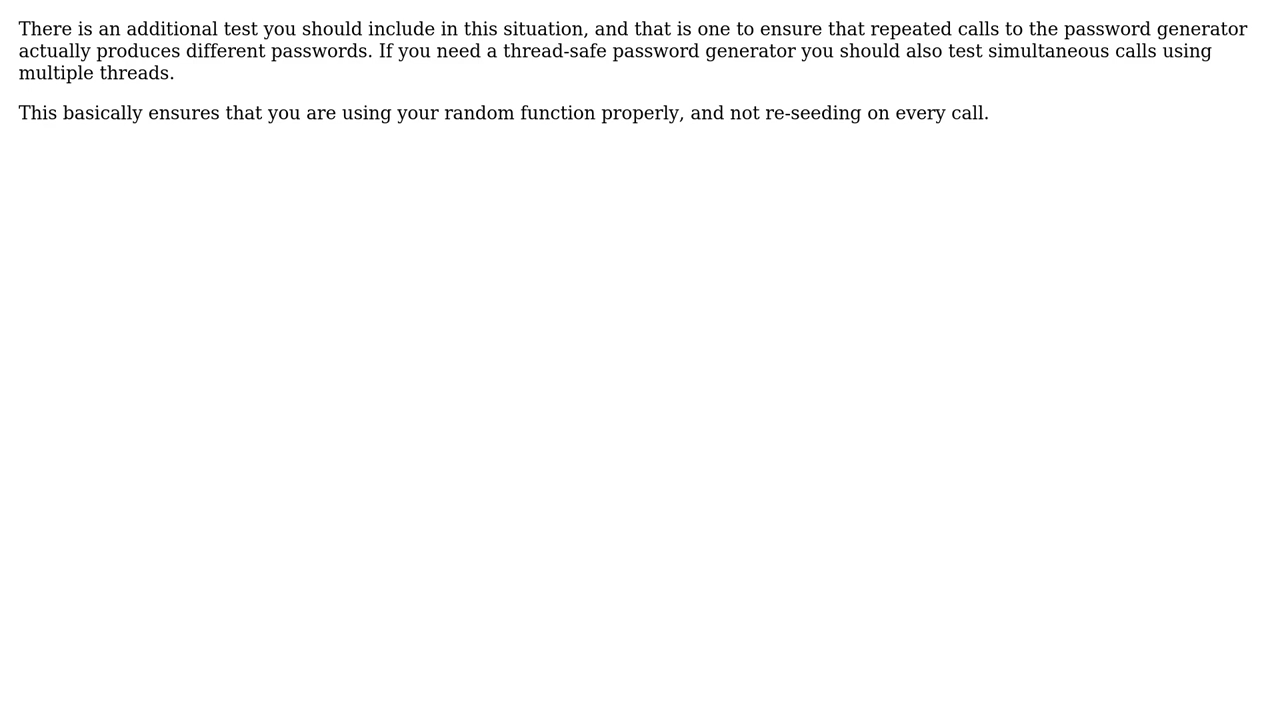 There is an additional test you should include in this situation, and that is one to ensure that repeated calls to the password generator
actually produces different passwords. If you need a thread-safe password generator you should also test simultaneous calls using
multiple threads.
This basically ensures that you are using your random function properly, and not re-seeding on every call.